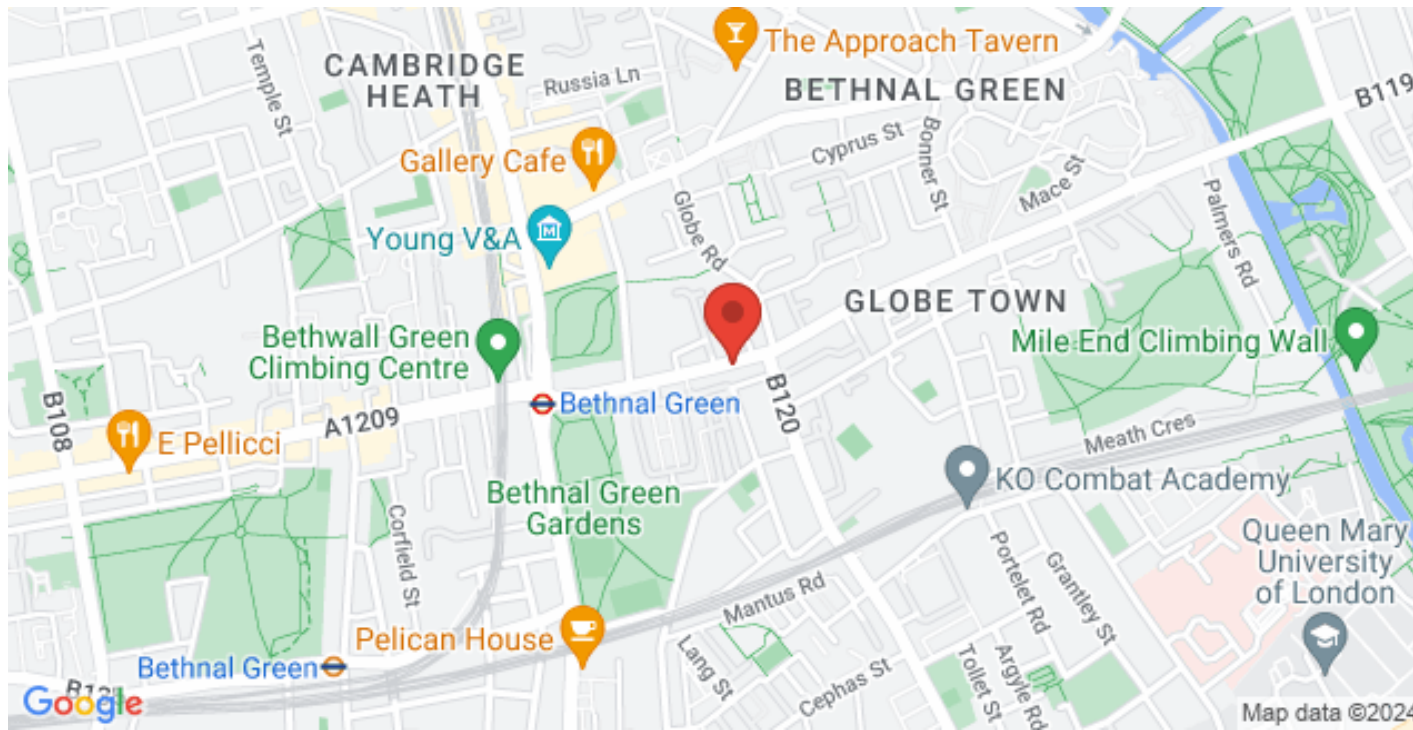 The Approach Tavern
CAMBRIDGE
HEATH
Temple St
Russia Ln
BETHNAL GREEN
B119
Gallery Cafe
Cyprus St
Bonner St
Mace St
Globe Rd
Palmers Rd
Young V&A
GLOBE TOWN
Bethwall Green
Climbing Centre
Mile End Climbing Wall
B108
A1209
Bethnal Green
B120
E Pellicci
Meath Cres
KO Combat Academy
Bethnal Green
Gardens
Corfield St
Queen Mary
University
of London
Portelet Rd
Grantley St
Mantus Rd
Pelican House
Lang St
Cephas St
Tollet St
Argyle Rd
Bethnal Green
Google
Map data ©2024